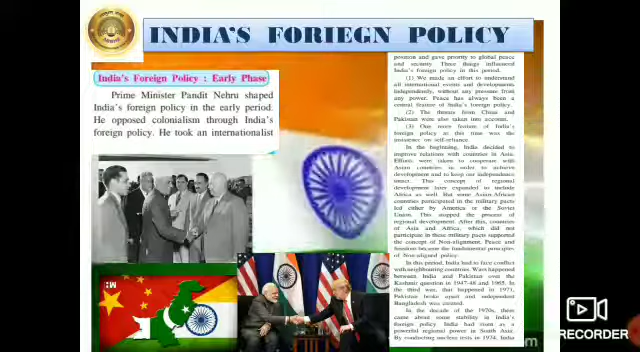 INDIA'S FORIEGN POLICY
India's Foreign Policy : Early Phase
Prime Minister Pandit Nehru shaped
India's foreign policy in the early period.
He opposed colonialism through India's
foreign policy. He took an internationalist
position and gave priority to global peace
and security Three things influenced
India's foreign policy in this period.
(1) We made an effort to understand
all international events and developments
independently, without any pressure from
any power. Peace has always been a
central feature of India's foreign policy.
(2) The threats from China and
Pakistan were also taken into account.
(3) One more feature of India's
foreign policy at this time was the
insistence on self-reliance.
In the beginning, India decided to
improve relations with countries in Asia.
Efforts were taken to cooperate with
Asian countries in order to achieve
development and to keep our independence
intact. This concept of regional
development later expanded to include
Africa as well. But some Asian-African
countries participated in the military pacts
led either by America or the Soviet
Union. This stopped the process of
regional development. After this, countries
of Asia and Africa, which did not
participate in these military pacts supported
the concept of Non-alignment. Peace and
became the fundamental principles
of Non-aligned policy.
In this period, India had to face conflict
with neighbouring countries. Wars happened
between India and Pakistan over the
Kashmir question in 1947-48 and 1965. In
the third war, that happened in 1971,
Pakistan broke apart and independent
Bangladesh was created.
In the decade of the 1970s, there
came about some stability in India's
foreign policy. India had risen as a
powerful regional power in South Asia.
By conducting nuclear tests in 1974, India
RECORDER